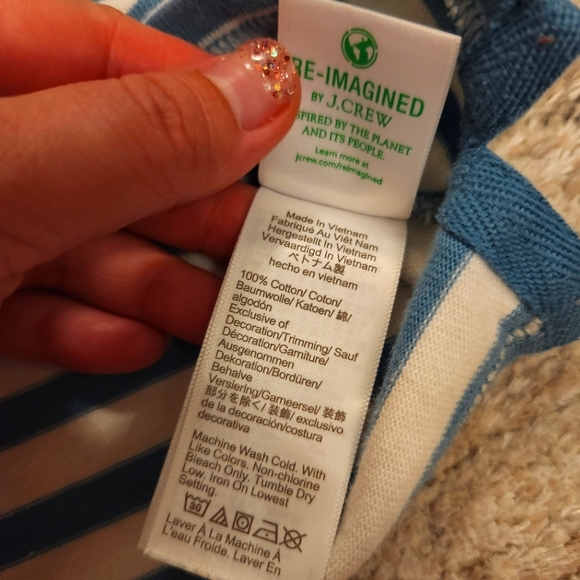 RE-IMAGINED
BY J.CREW
SPIRED BY THE PLANET
AND ITS PEOPLE.
Learn more at
jcrew.com/reimagined
Made In Vietnam
Fabriqué Au Viêt Nam
Hergestellt In Vietnam
Vervaardigd In Vietnam
ベトナム製
hecho en vietnam
100% Cotton/ Coton/
Baumwolle/ Katoen/ 綿/
algodón
Exclusive of
Decoration/Trimming/ Sauf
Décoration/Garniture/
Ausgenommen
Dekoration/Bordüren/
Behalve
Versiering/Garneersel/ 装飾
部分を除く/ 装飾/ exclusivo
de la decoración/costura
decorativa
Machine Wash Cold. With
Like Colors, Non-chlorine
Bleach Only. Tumble Dry
Low. Iron On Lowest
Setting.
30
Laver À La Machine À
L'eau Froide. Laver En